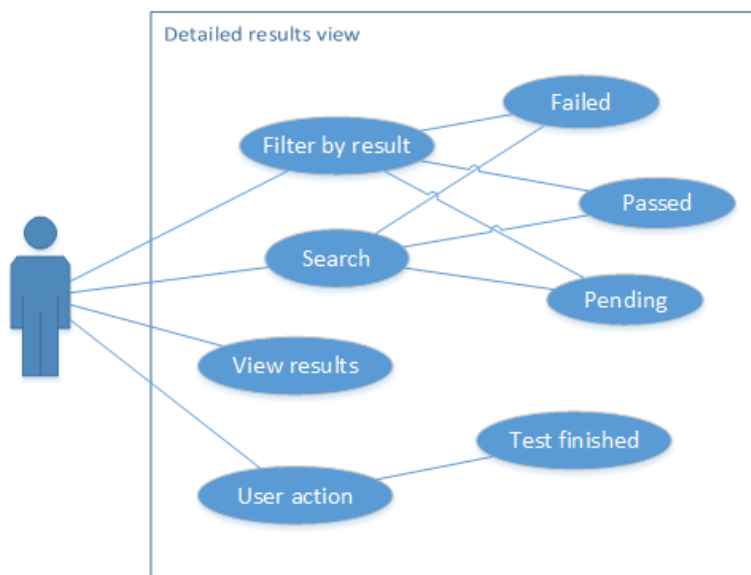 Detailed results view
Failed
Filter by result
Passed
Search
Pending
View results
Test finished
User action